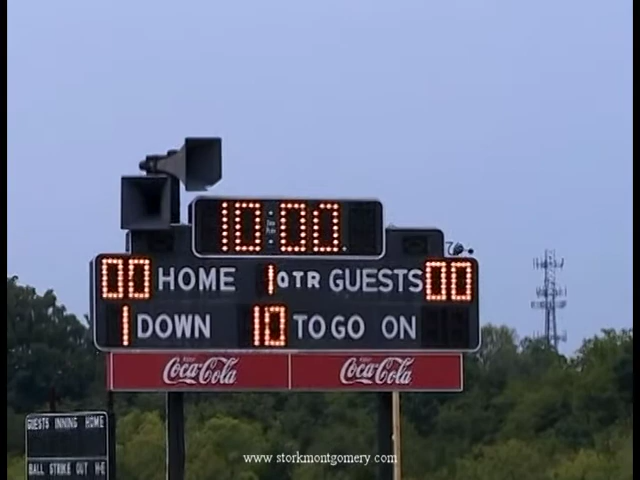 10:00
00 HOME 1 QTR GUESTS 00
1 DOWN 10 TO GO ON
Coca-Cola Coca-Cola
GUESTS INNING HOME
BALL STRIKE OUT H-E
www.storkmontgomery.com